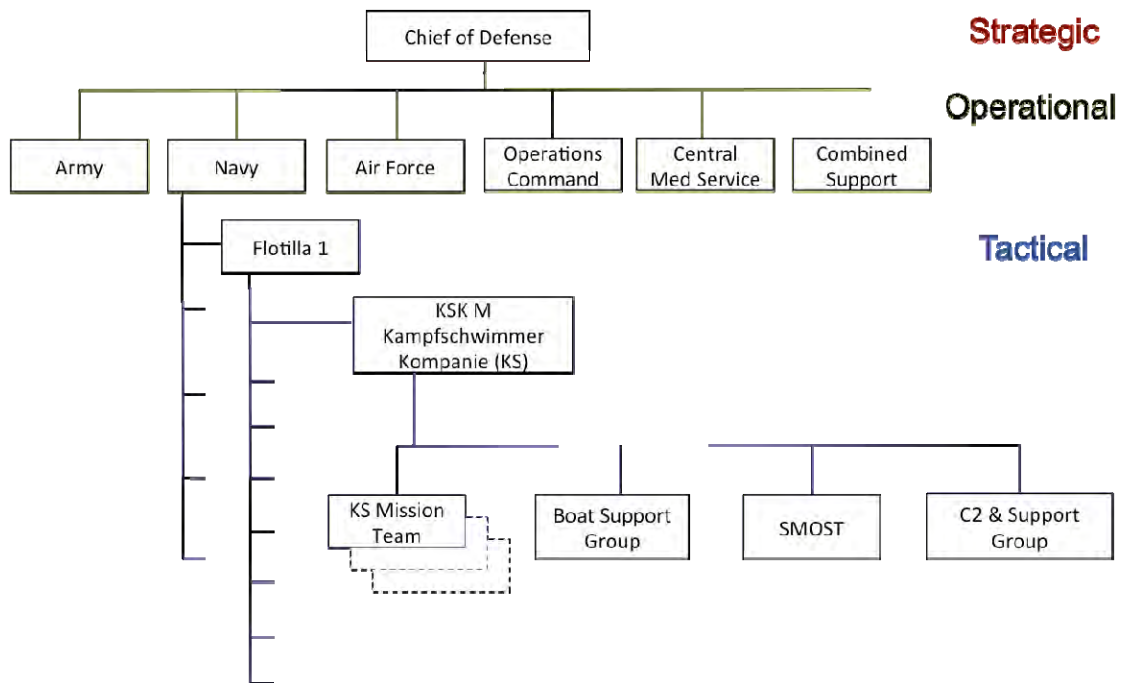 Chief of Defense
Strategic
Operational
Army
Navy
Air Force
Operations
Command
Central
Med Service
Combined
Support
Flotilla 1
Tactical
KSK M
Kampfschwimmer
Kompanie (KS)
KS Mission
Team
Boat Support
Group
SMOST
C2 & Support
Group